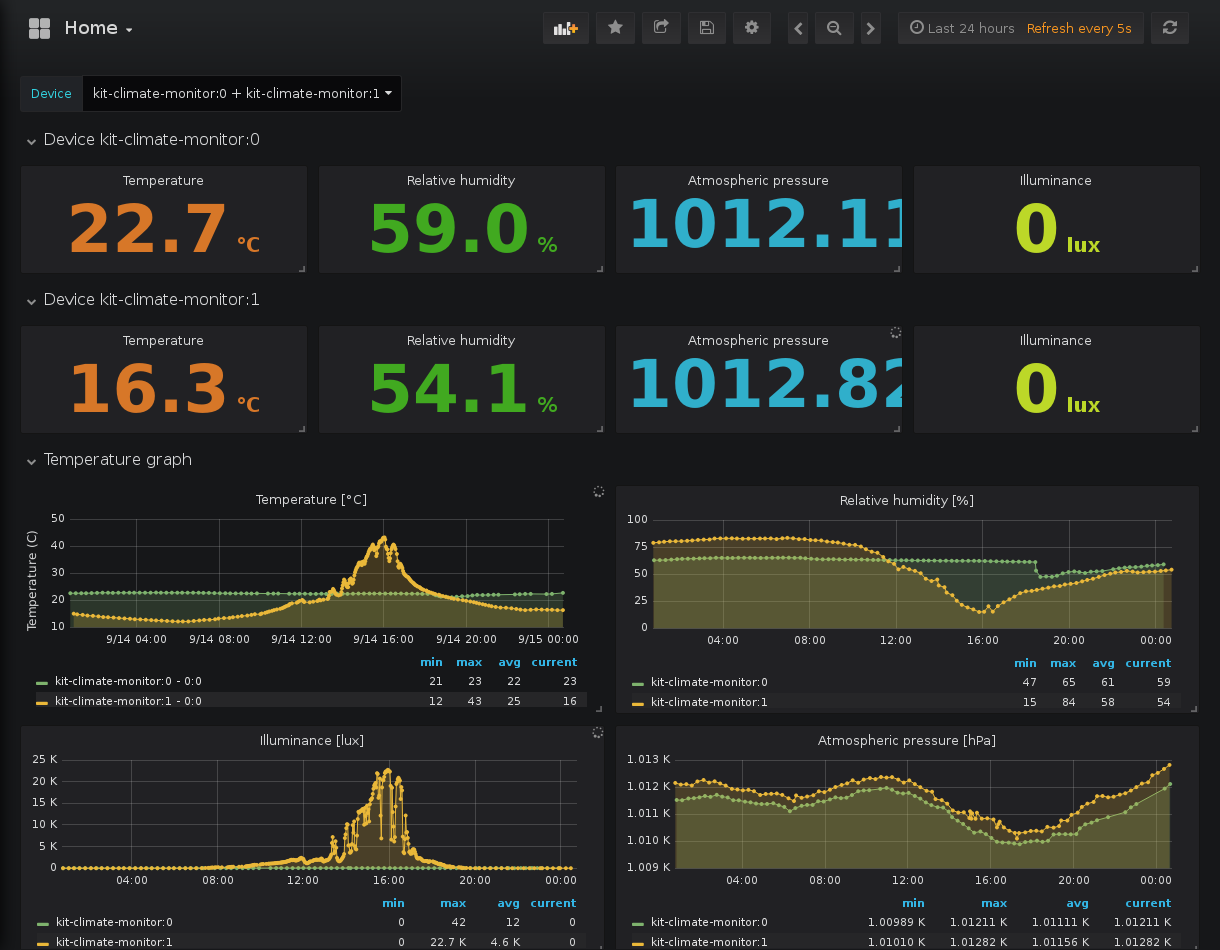 Home
Last 24 hours Refresh every 5s
Device kit-climate-monitor:0 + kit-climate-monitor:1
Device kit-climate-monitor:0
Temperature Relative humidity Atmospheric pressure Illuminance
22.7 °C 59.0 % 1012.11 0 lux
Device kit-climate-monitor:1
Temperature Relative humidity Atmospheric pressure Illuminance
16.3 °C 54.1 % 1012.82 0 lux
Temperature graph
Temperature [°C]
Temperature (C)
50
40
30
20
10
9/14 04:00 9/14 08:00 9/14 12:00 9/14 16:00 9/14 20:00 9/15 00:00
min max avg current
kit-climate-monitor:0 - 0:0 21 23 22 23
kit-climate-monitor:1 - 0:0 12 43 25 16
Relative humidity [%]
100
75
50
25
0
04:00 08:00 12:00 16:00 20:00 00:00
min max avg current
kit-climate-monitor:0 47 65 61 59
kit-climate-monitor:1 15 84 58 54
Illuminance [lux]
25 K
20 K
15 K
10 K
5 K
0
04:00 08:00 12:00 16:00 20:00 00:00
min max avg current
kit-climate-monitor:0 0 42 12 0
kit-climate-monitor:1 0 22.7 K 4.6 K 0
Atmospheric pressure [hPa]
1.013 K
1.012 K
1.011 K
1.010 K
1.009 K
04:00 08:00 12:00 16:00 20:00 00:00
min max avg current
kit-climate-monitor:0 1.00989 K 1.01211 K 1.01111 K 1.01211 K
kit-climate-monitor:1 1.01010 K 1.01282 K 1.01156 K 1.01282 K